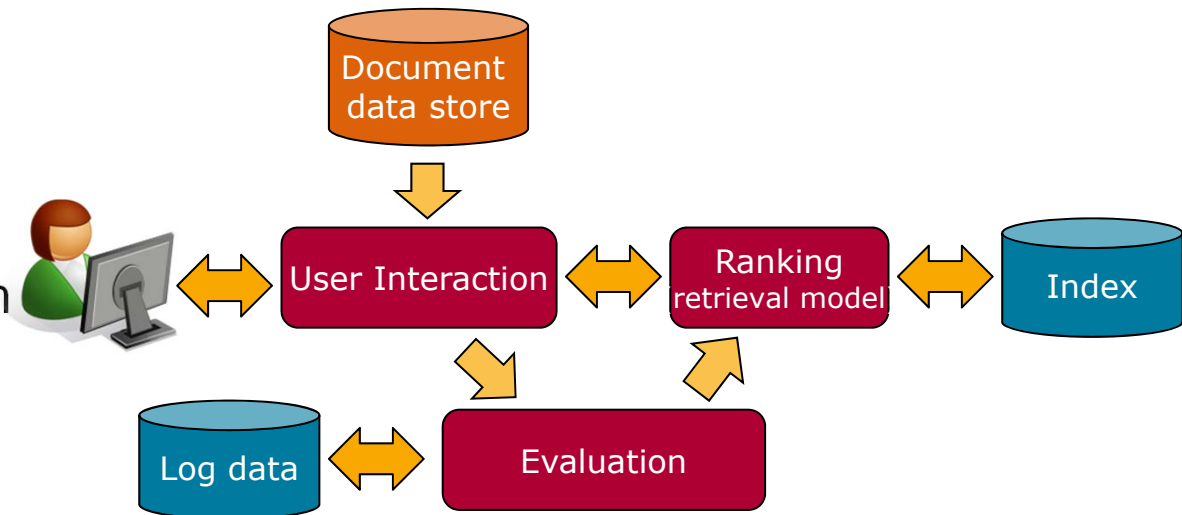 Document
data store
n
User Interaction
Ranking
retrieval model
Index
Log data
Evaluation